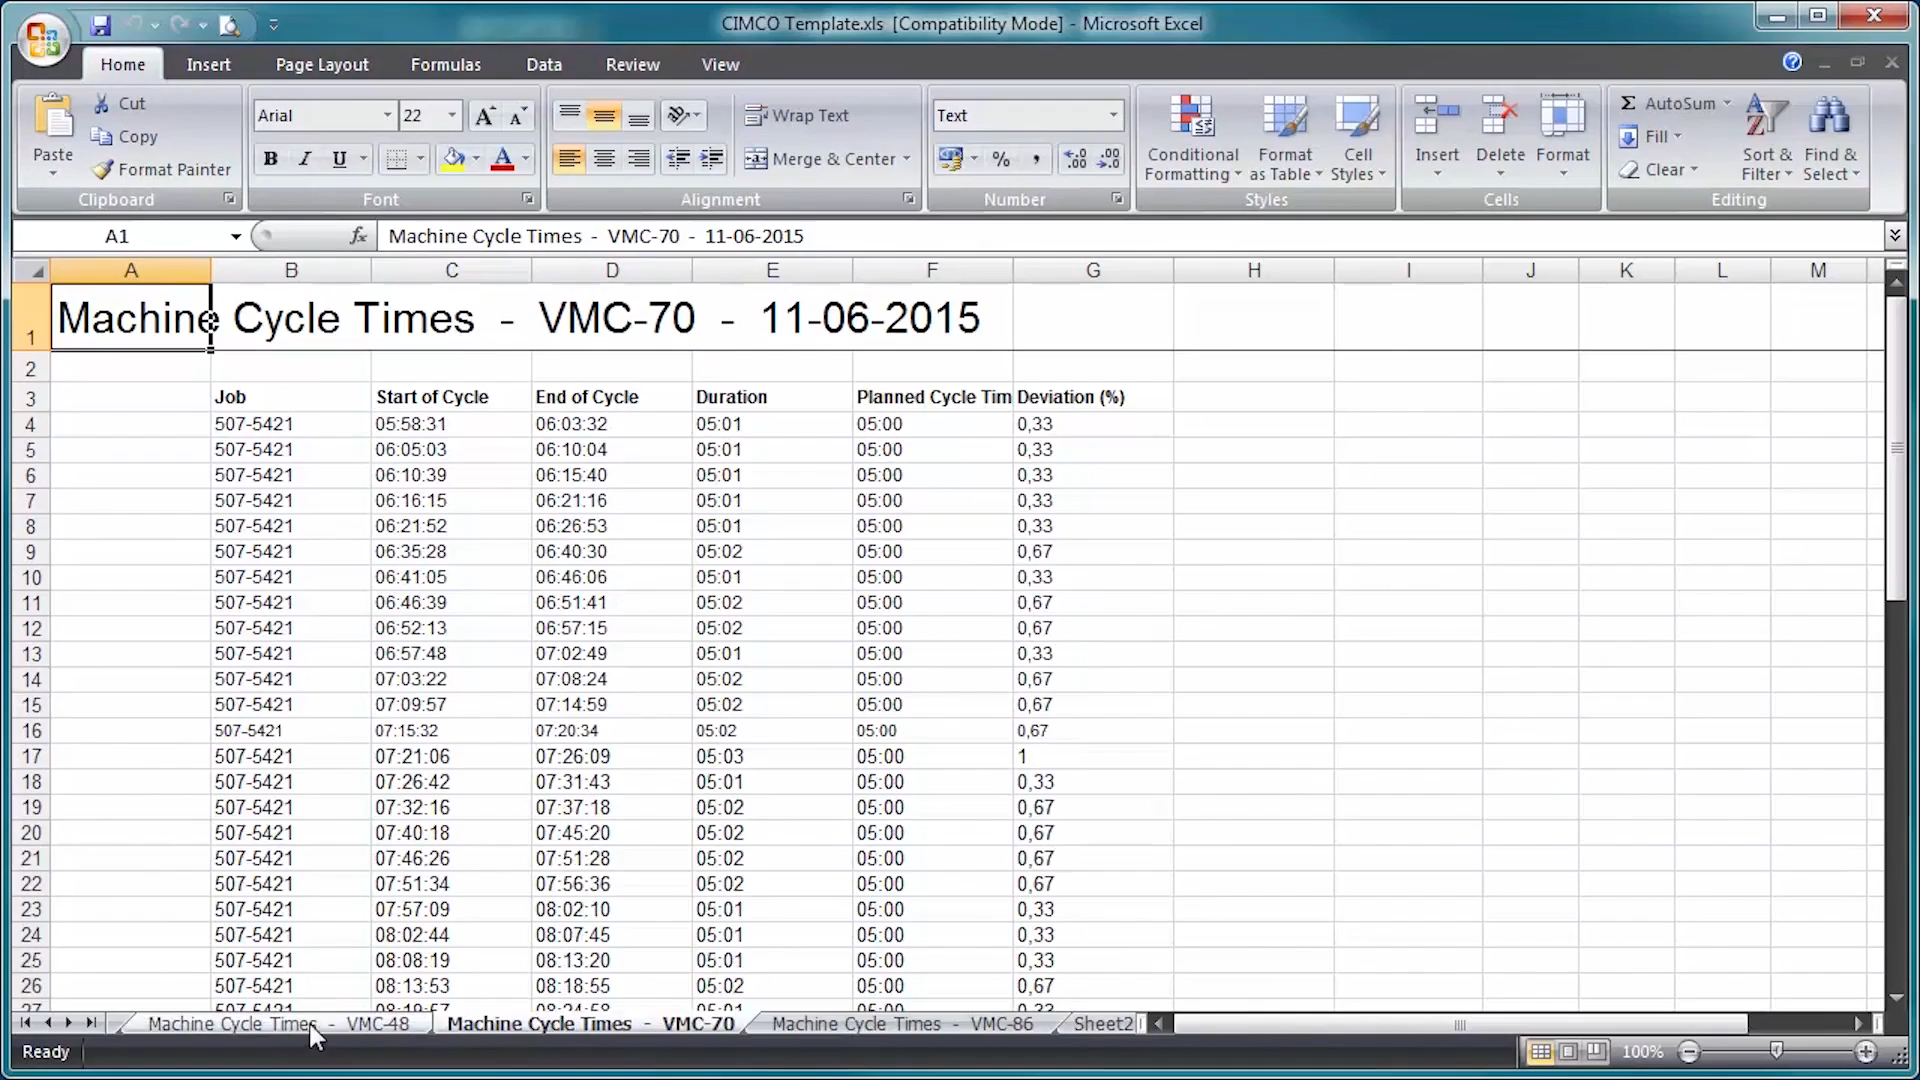 CIMCO Template.xls [Compatibility Mode] - Microsoft Excel
Home Insert Page Layout Formulas Data Review View
Paste
Cut
Copy
Format Painter
Clipboard
Arial 22
B I U
Font
Wrap Text
Merge & Center
Alignment
Text
% ,
Number
Conditional Formatting
Format as Table
Cell Styles
Styles
Insert Delete Format
Cells
Σ AutoSum
Fill
Clear
Sort & Filter
Find & Select
Editing
A1 fx Machine Cycle Times - VMC-70 - 11-06-2015
A B C D E F G H I J K L M
1 Machine Cycle Times - VMC-70 - 11-06-2015
2
3 Job Start of Cycle End of Cycle Duration Planned Cycle Tim Deviation (%)
4 507-5421 05:58:31 06:03:32 05:01 05:00 0,33
5 507-5421 06:05:03 06:10:04 05:01 05:00 0,33
6 507-5421 06:10:39 06:15:40 05:01 05:00 0,33
7 507-5421 06:16:15 06:21:16 05:01 05:00 0,33
8 507-5421 06:21:52 06:26:53 05:01 05:00 0,33
9 507-5421 06:35:28 06:40:30 05:02 05:00 0,67
10 507-5421 06:41:05 06:46:06 05:01 05:00 0,33
11 507-5421 06:46:39 06:51:41 05:02 05:00 0,67
12 507-5421 06:52:13 06:57:15 05:02 05:00 0,67
13 507-5421 06:57:48 07:02:49 05:01 05:00 0,33
14 507-5421 07:03:22 07:08:24 05:02 05:00 0,67
15 507-5421 07:09:57 07:14:59 05:02 05:00 0,67
16 507-5421 07:15:32 07:20:34 05:02 05:00 0,67
17 507-5421 07:21:06 07:26:09 05:03 05:00 1
18 507-5421 07:26:42 07:31:43 05:01 05:00 0,33
19 507-5421 07:32:16 07:37:18 05:02 05:00 0,67
20 507-5421 07:40:18 07:45:20 05:02 05:00 0,67
21 507-5421 07:46:26 07:51:28 05:02 05:00 0,67
22 507-5421 07:51:34 07:56:36 05:02 05:00 0,67
23 507-5421 07:57:09 08:02:10 05:01 05:00 0,33
24 507-5421 08:02:44 08:07:45 05:01 05:00 0,33
25 507-5421 08:08:19 08:13:20 05:01 05:00 0,33
26 507-5421 08:13:53 08:18:55 05:02 05:00 0,67
Machine Cycle Times - VMC-48 Machine Cycle Times - VMC-70 Machine Cycle Times - VMC-86 Sheet2
Ready 100%